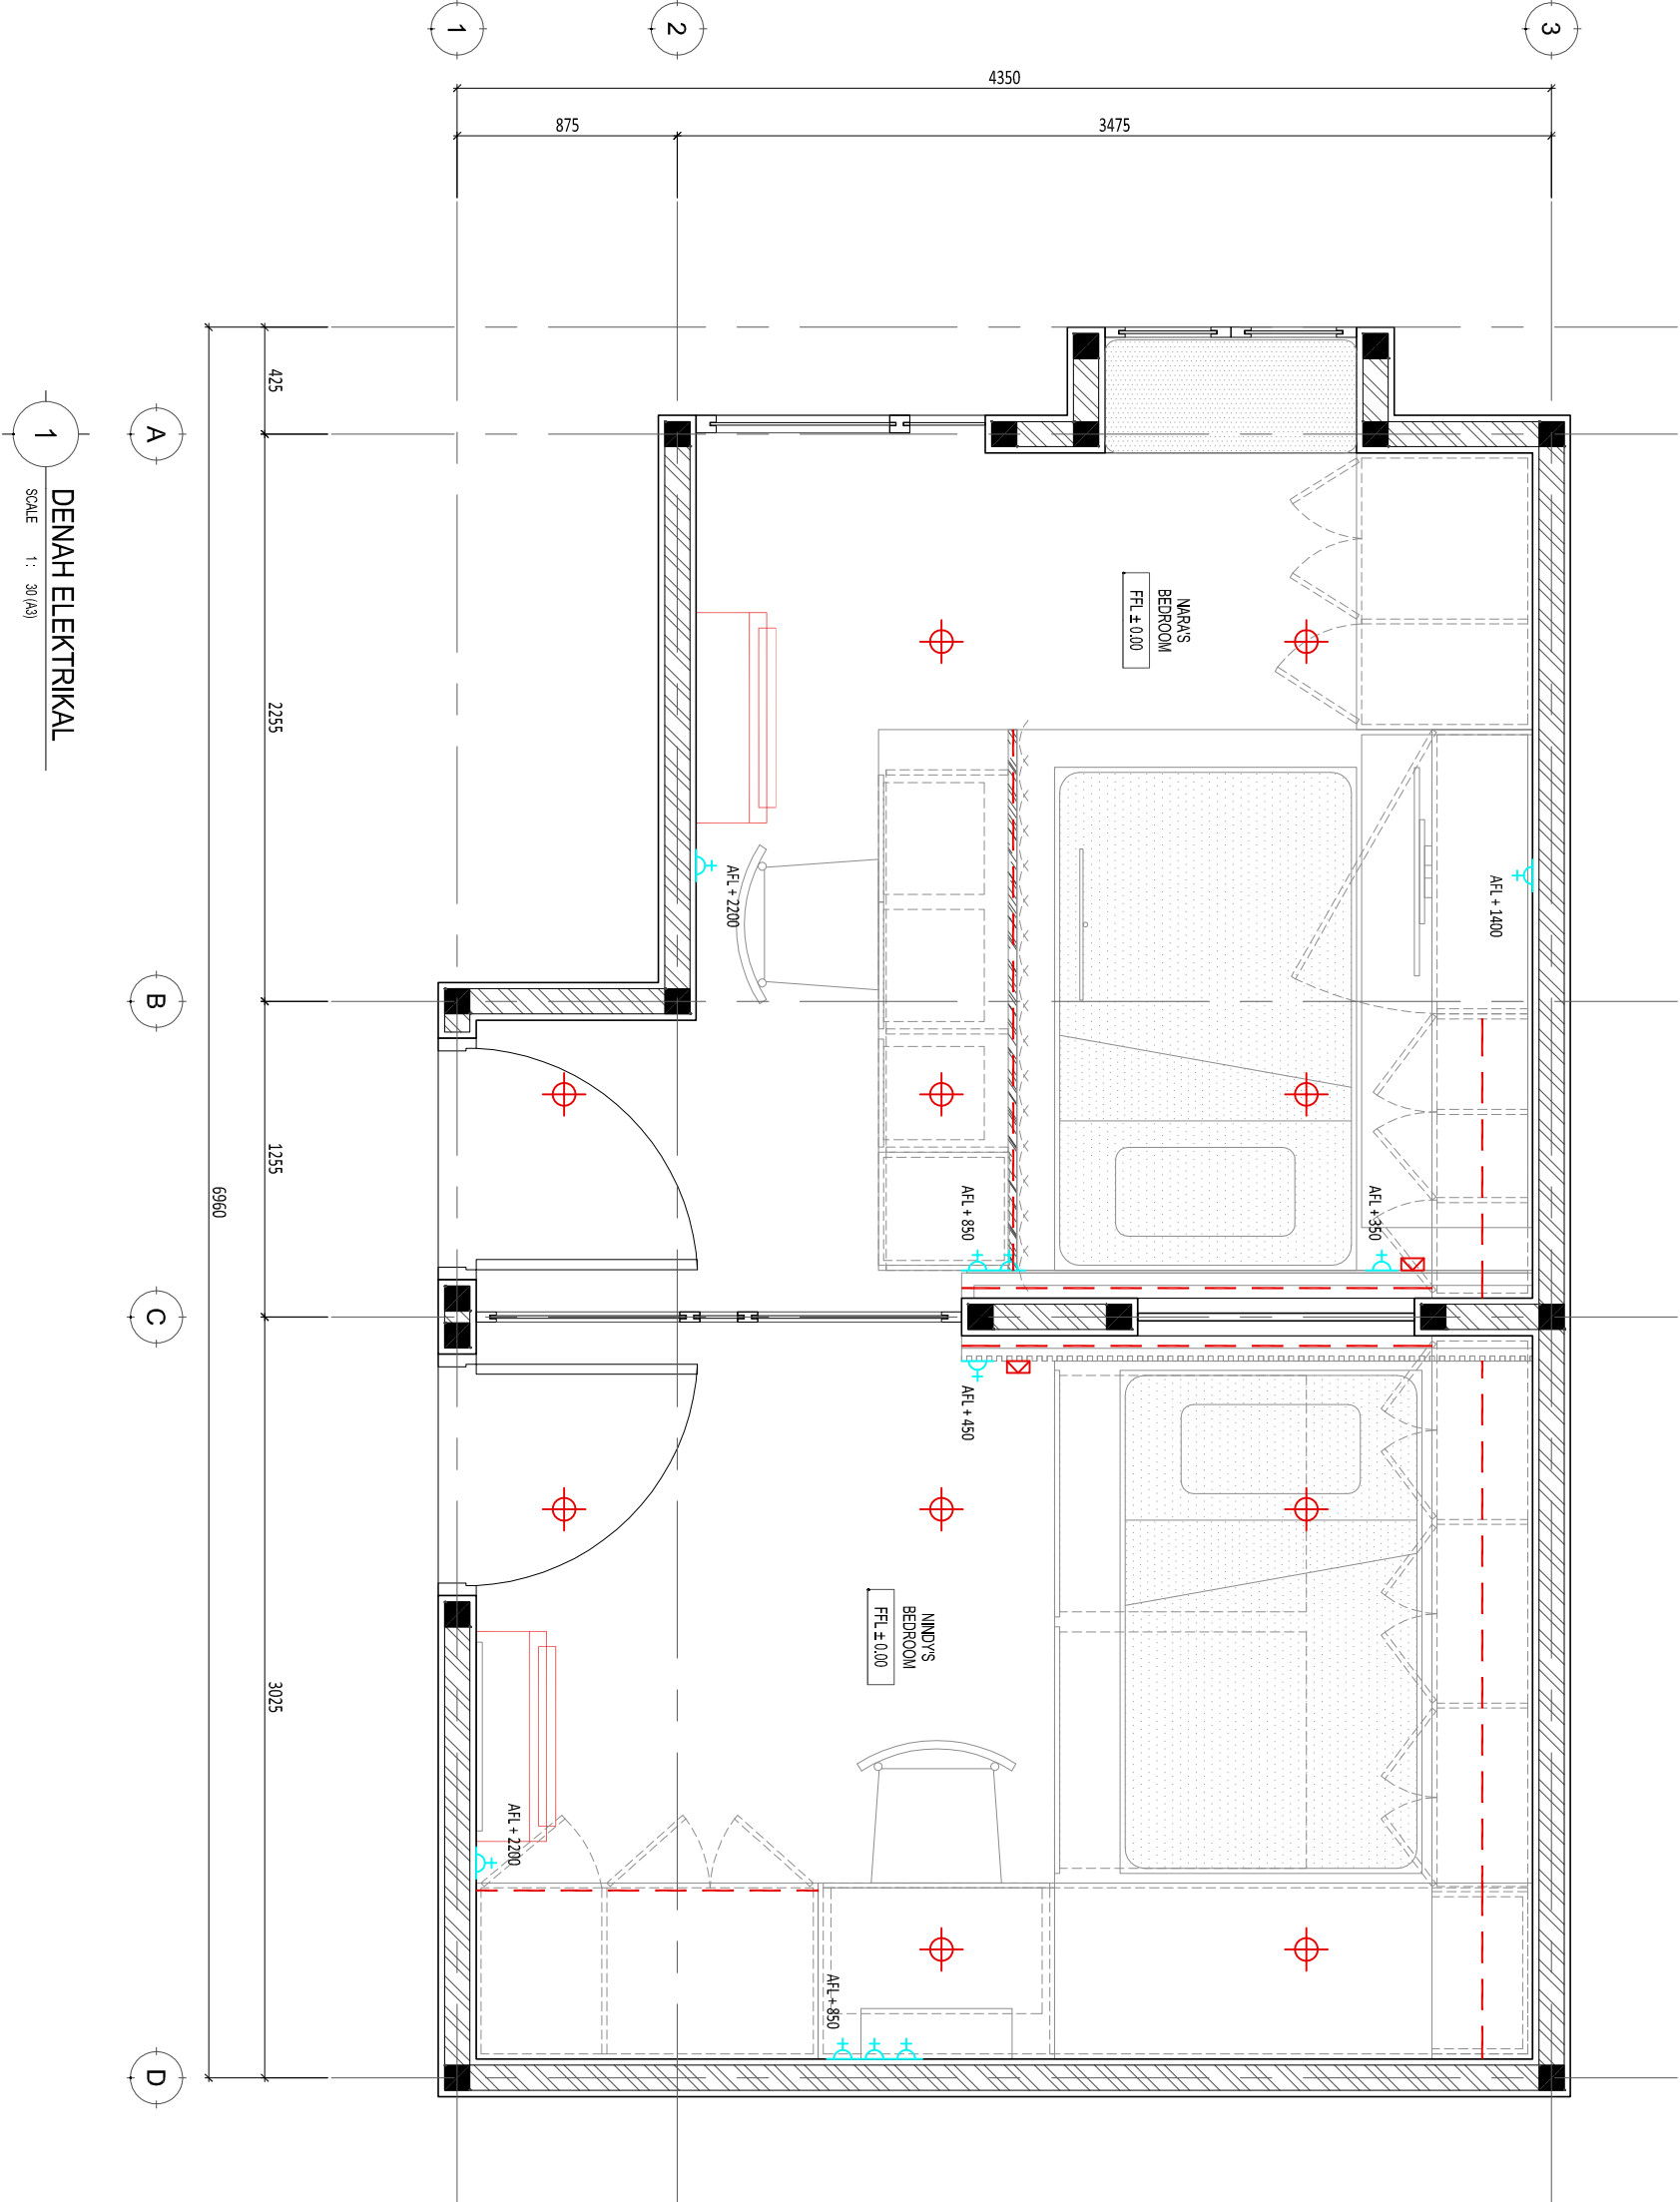 1
2
3
4350
875
3475
425
2255
1255
3025
6960
A
B
C
D
NARA'S
BEDROOM
FFL ± 0.00
AFL + 2200
AFL + 1400
AFL + 850
AFL + 350
AFL + 450
NINDY'S
BEDROOM
FFL ± 0.00
AFL + 2200
AFL + 850
1
DENAH ELEKTRIKAL
SCALE 1 : 30 (A3)